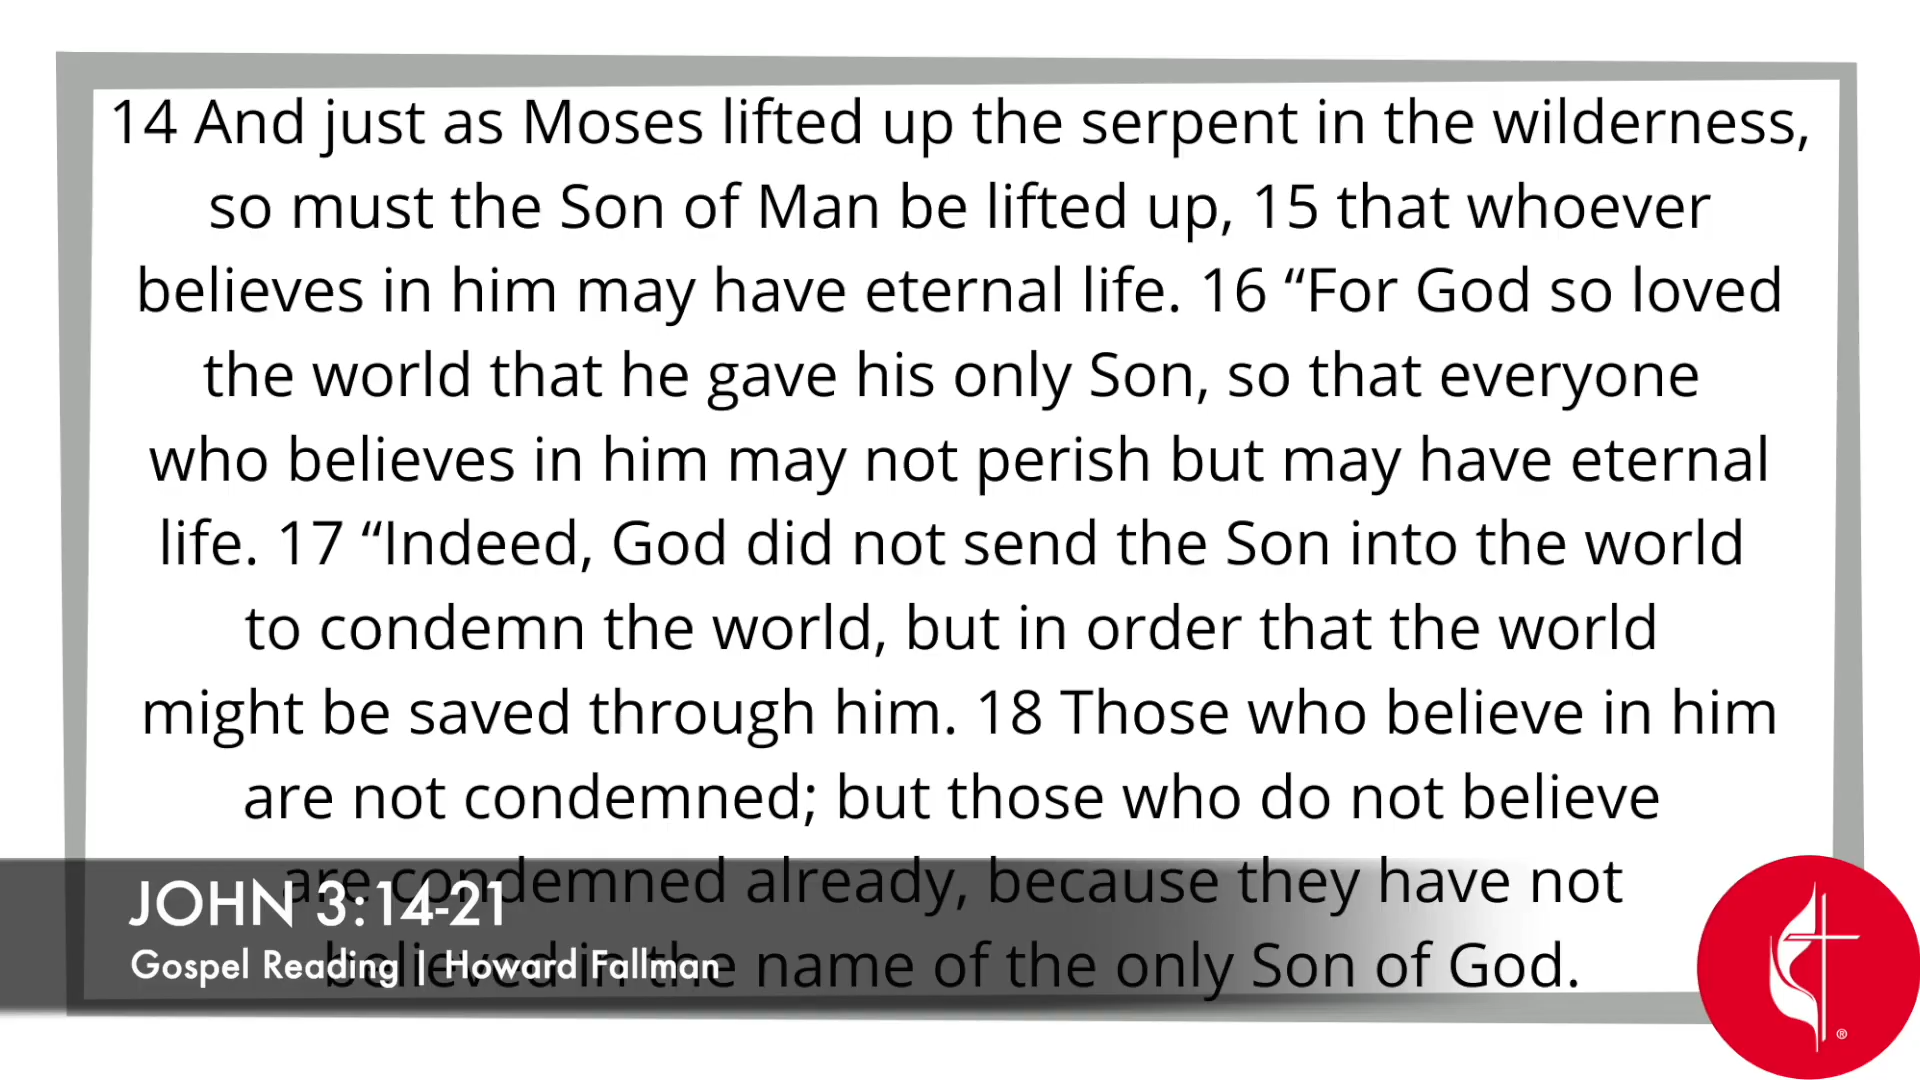 14 And just as Moses lifted up the serpent in the wilderness,
so must the Son of Man be lifted up, 15 that whoever
believes in him may have eternal life. 16 “For God so loved
the world that he gave his only Son, so that everyone
who believes in him may not perish but may have eternal
life. 17 “Indeed, God did not send the Son into the world
to condemn the world, but in order that the world
might be saved through him. 18 Those who believe in him
are not condemned; but those who do not believe
are condemned already, because they have not
believed in the name of the only Son of God.
JOHN 3:14-21
Gospel Reading | Howard Fallman
®